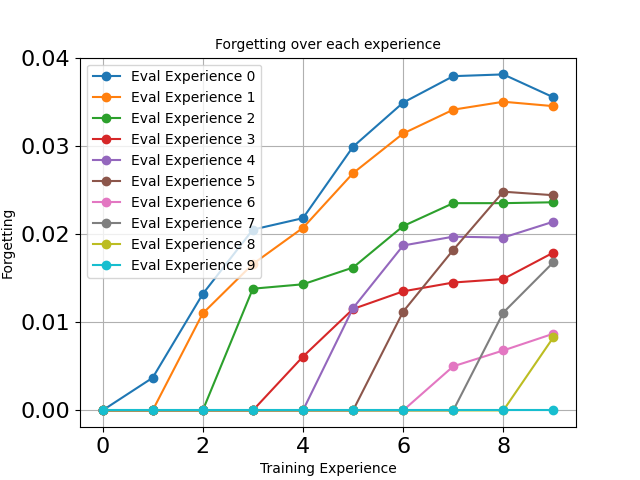 Forgetting over each experience
0.04
0.03
0.02
0.01
0.00
Forgetting
Eval Experience 0
Eval Experience 1
Eval Experience 2
Eval Experience 3
Eval Experience 4
Eval Experience 5
Eval Experience 6
Eval Experience 7
Eval Experience 8
Eval Experience 9
0 2 4 6 8
Training Experience